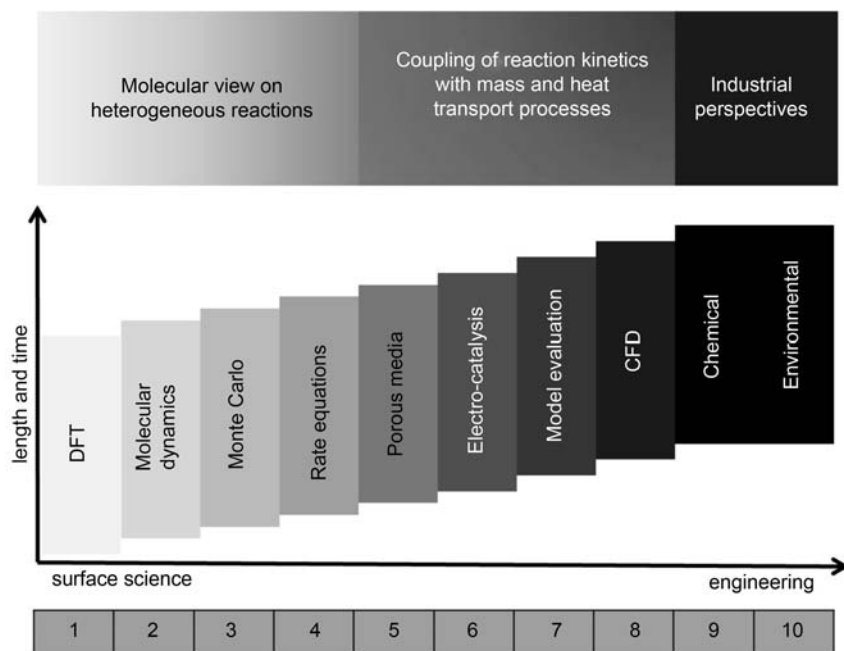 Molecular view on
heterogeneous reactions
Coupling of reaction kinetics
with mass and heat
transport processes
Industrial
perspectives
length and time
DFT
Molecular
dynamics
Monte Carlo
Rate equations
Porous media
Electro-catalysis
Model evaluation
CFD
Chemical
Environmental
surface science
engineering
1 2 3 4 5 6 7 8 9 10